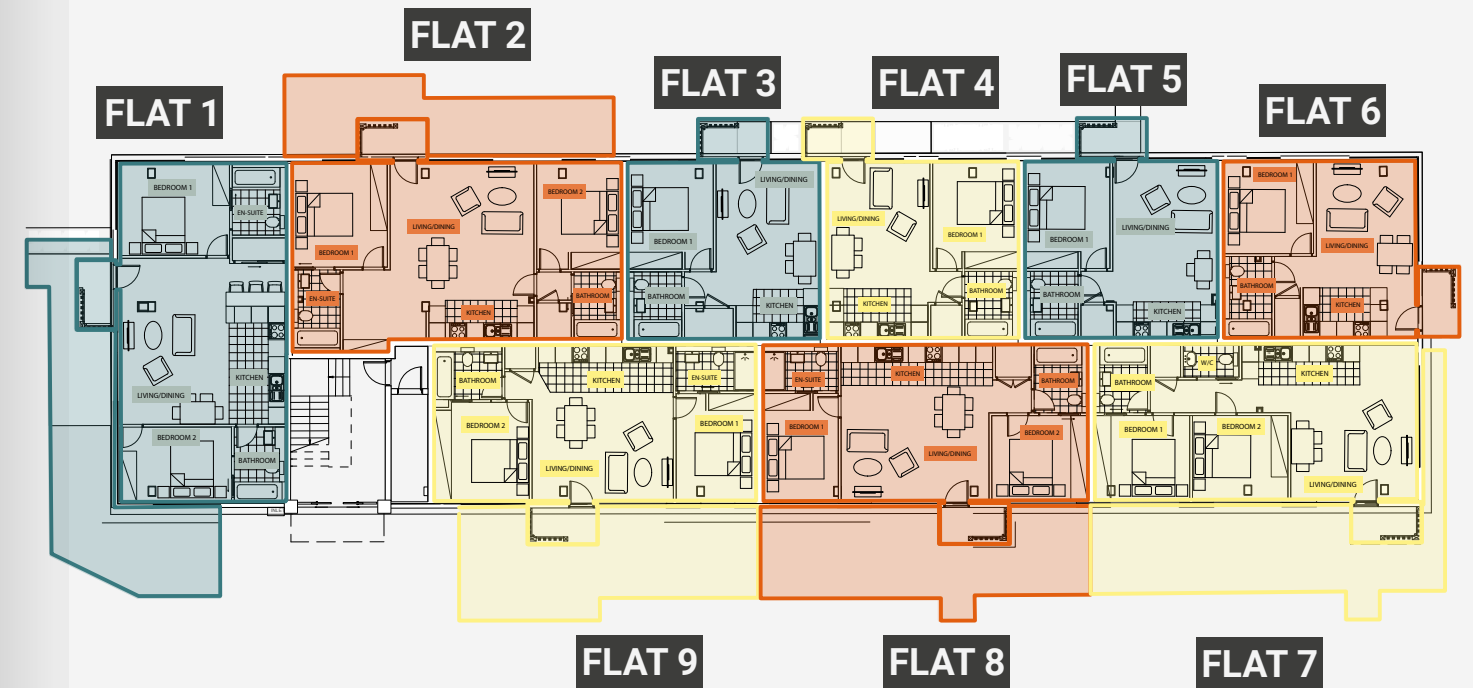 FLAT 1
FLAT 2
FLAT 3
FLAT 4
FLAT 5
FLAT 6
BEDROOM 1
EN-SUITE
LIVING/DINING
KITCHEN
BEDROOM 2
BATHROOM
BEDROOM 1
LIVING/DINING
BEDROOM 2
EN-SUITE
KITCHEN
BATHROOM
LIVING/DINING
BEDROOM 1
BATHROOM
KITCHEN
LIVING/DINING
BEDROOM 1
KITCHEN
BATHROOM
LIVING/DINING
BEDROOM 1
BATHROOM
KITCHEN
BEDROOM 1
LIVING/DINING
BATHROOM
KITCHEN
BATHROOM
KITCHEN
EN-SUITE
BEDROOM 2
BEDROOM 1
LIVING/DINING
EN-SUITE
KITCHEN
BATHROOM
BEDROOM 1
BEDROOM 2
LIVING/DINING
BATHROOM
W/C
KITCHEN
BEDROOM 1
BEDROOM 2
LIVING/DINING
FLAT 9
FLAT 8
FLAT 7